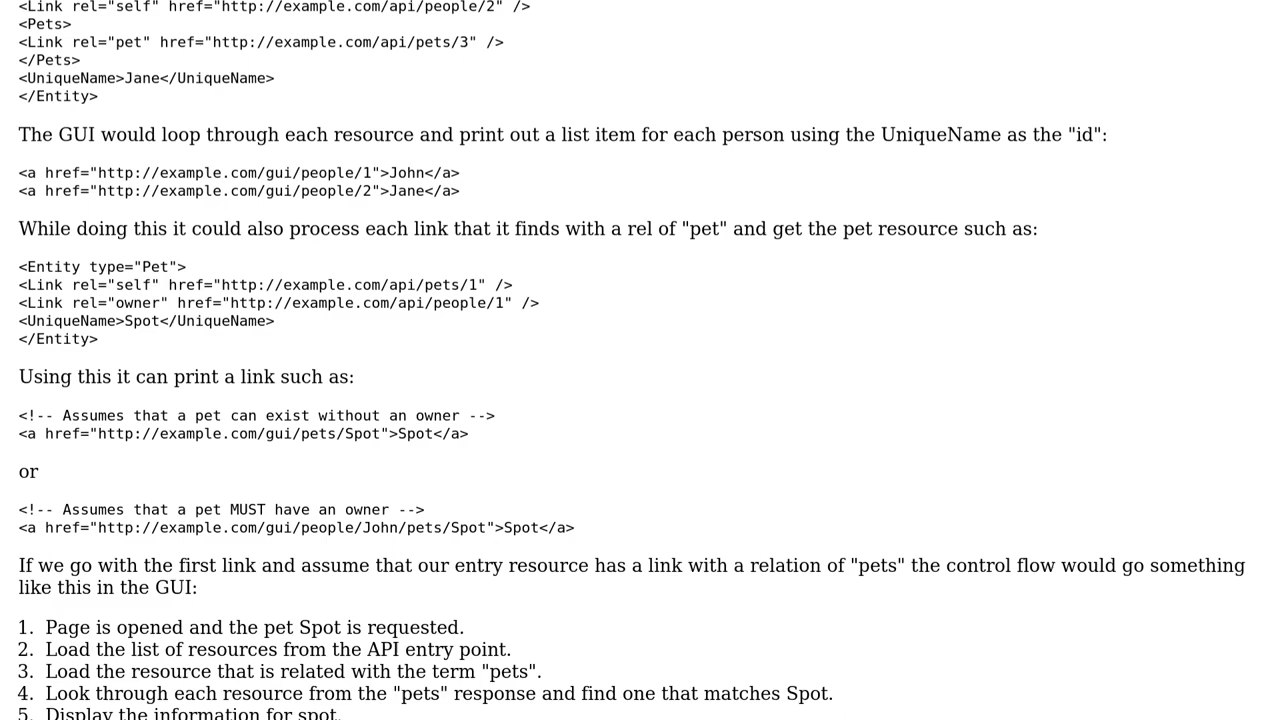 <Link rel="self" href="http://example.com/api/people/2" />
<Pets>
<Link rel="pet" href="http://example.com/api/pets/3" />
</Pets>
<UniqueName>Jane</UniqueName>
</Entity>
The GUI would loop through each resource and print out a list item for each person using the UniqueName as the "id":
<a href="http://example.com/gui/people/1">John</a>
<a href="http://example.com/gui/people/2">Jane</a>
While doing this it could also process each link that it finds with a rel of "pet" and get the pet resource such as:
<Entity type="Pet">
<Link rel="self" href="http://example.com/api/pets/1" />
<Link rel="owner" href="http://example.com/api/people/1" />
<UniqueName>Spot</UniqueName>
</Entity>
Using this it can print a link such as:
<!-- Assumes that a pet can exist without an owner -->
<a href="http://example.com/gui/pets/Spot">Spot</a>
or
<!-- Assumes that a pet MUST have an owner -->
<a href="http://example.com/gui/people/John/pets/Spot">Spot</a>
If we go with the first link and assume that our entry resource has a link with a relation of "pets" the control flow would go something
like this in the GUI:
1. Page is opened and the pet Spot is requested.
2. Load the list of resources from the API entry point.
3. Load the resource that is related with the term "pets".
4. Look through each resource from the "pets" response and find one that matches Spot.
5. Display the information for spot.